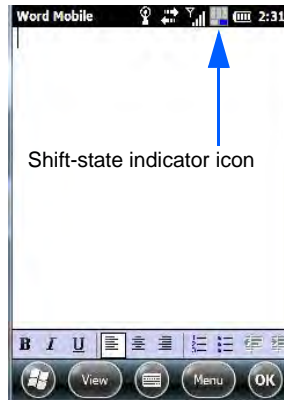 Word Mobile 2:31
Shift-state indicator icon
B I U
View Menu OK